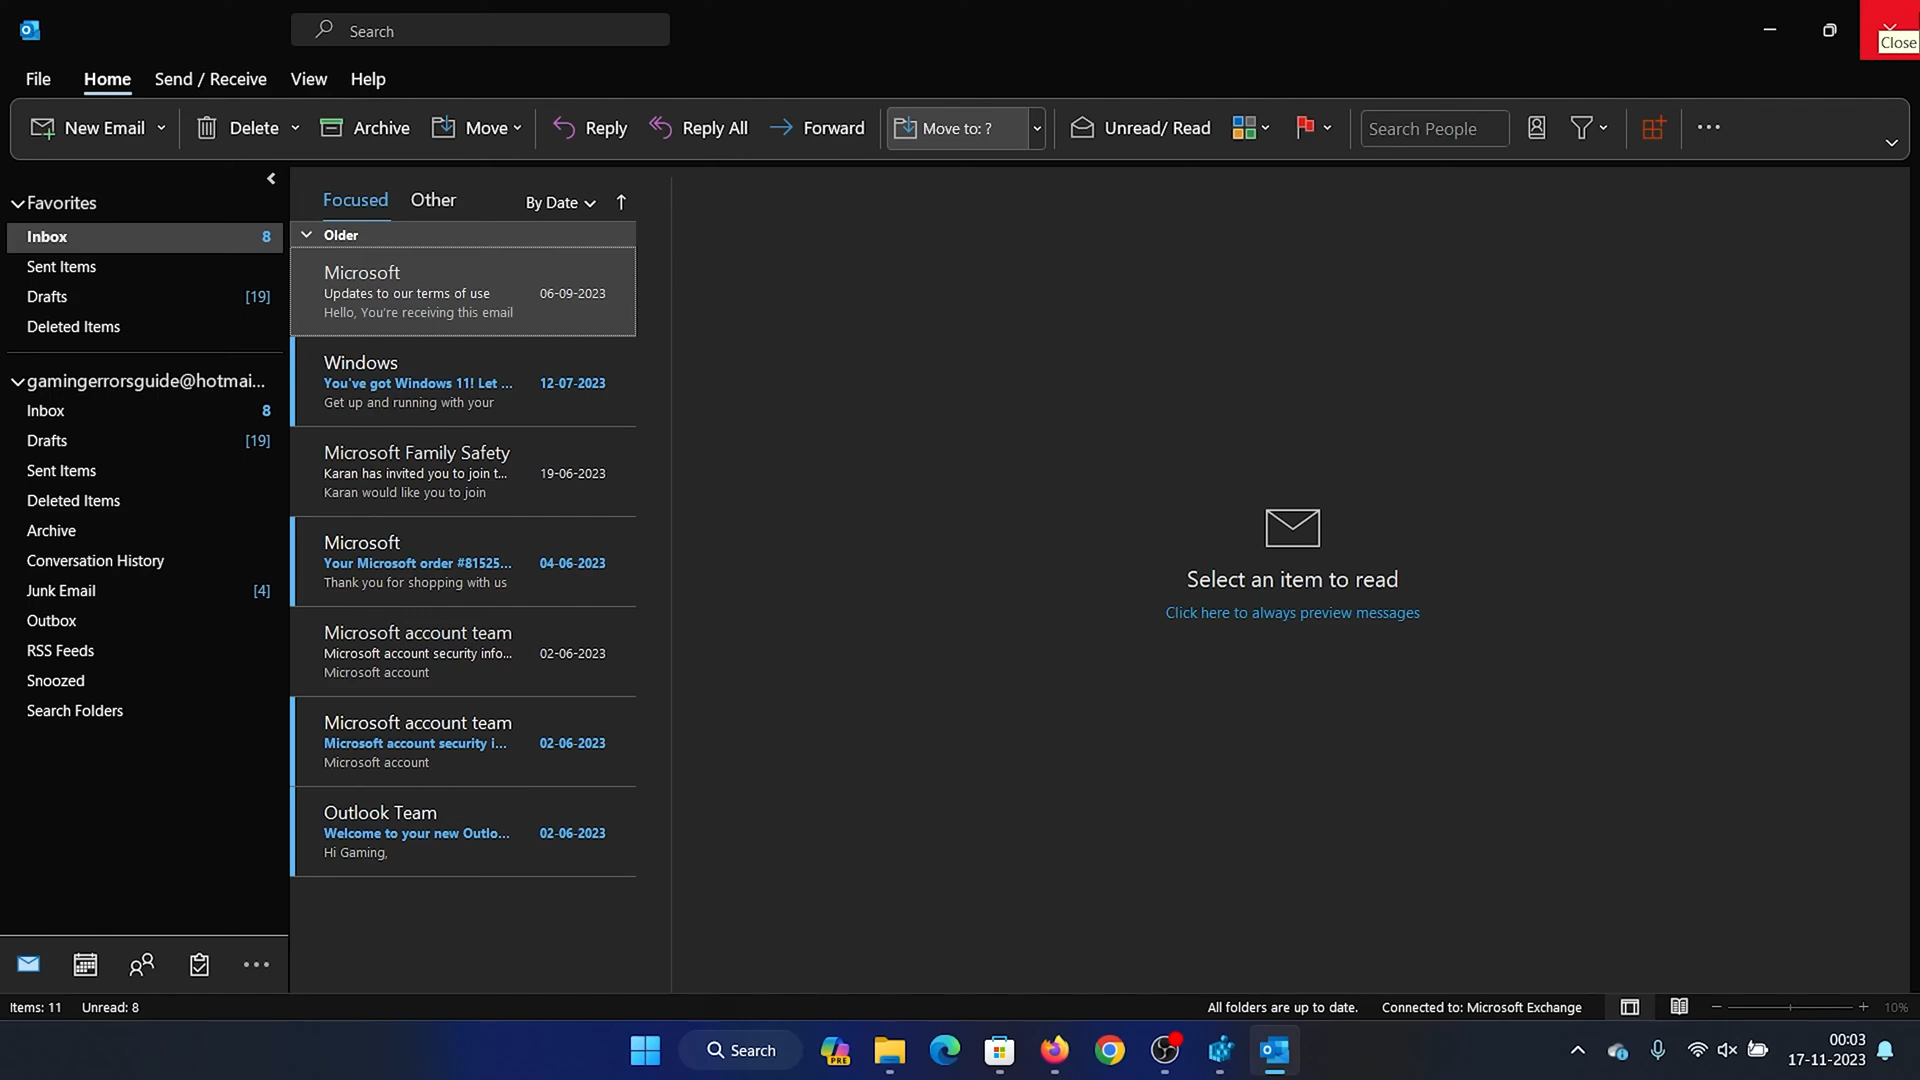 Search
Close
File Home Send / Receive View Help
New Email Delete Archive Move Reply Reply All Forward Move to: ? Unread/ Read Search People
Favorites
Inbox 8
Sent Items
Drafts [19]
Deleted Items
gamingerrorsguide@hotmai...
Inbox 8
Drafts [19]
Sent Items
Deleted Items
Archive
Conversation History
Junk Email [4]
Outbox
RSS Feeds
Snoozed
Search Folders
Focused Other By Date
Older
Microsoft
Updates to our terms of use 06-09-2023
Hello, You're receiving this email
Windows
You've got Windows 11! Let ... 12-07-2023
Get up and running with your
Microsoft Family Safety
Karan has invited you to join t... 19-06-2023
Karan would like you to join
Microsoft
Your Microsoft order #81525... 04-06-2023
Thank you for shopping with us
Microsoft account team
Microsoft account security info... 02-06-2023
Microsoft account
Microsoft account team
Microsoft account security i... 02-06-2023
Microsoft account
Outlook Team
Welcome to your new Outlo... 02-06-2023
Hi Gaming,
Select an item to read
Click here to always preview messages
Items: 11 Unread: 8 All folders are up to date. Connected to: Microsoft Exchange 10%
Search PRE 00:03
17-11-2023